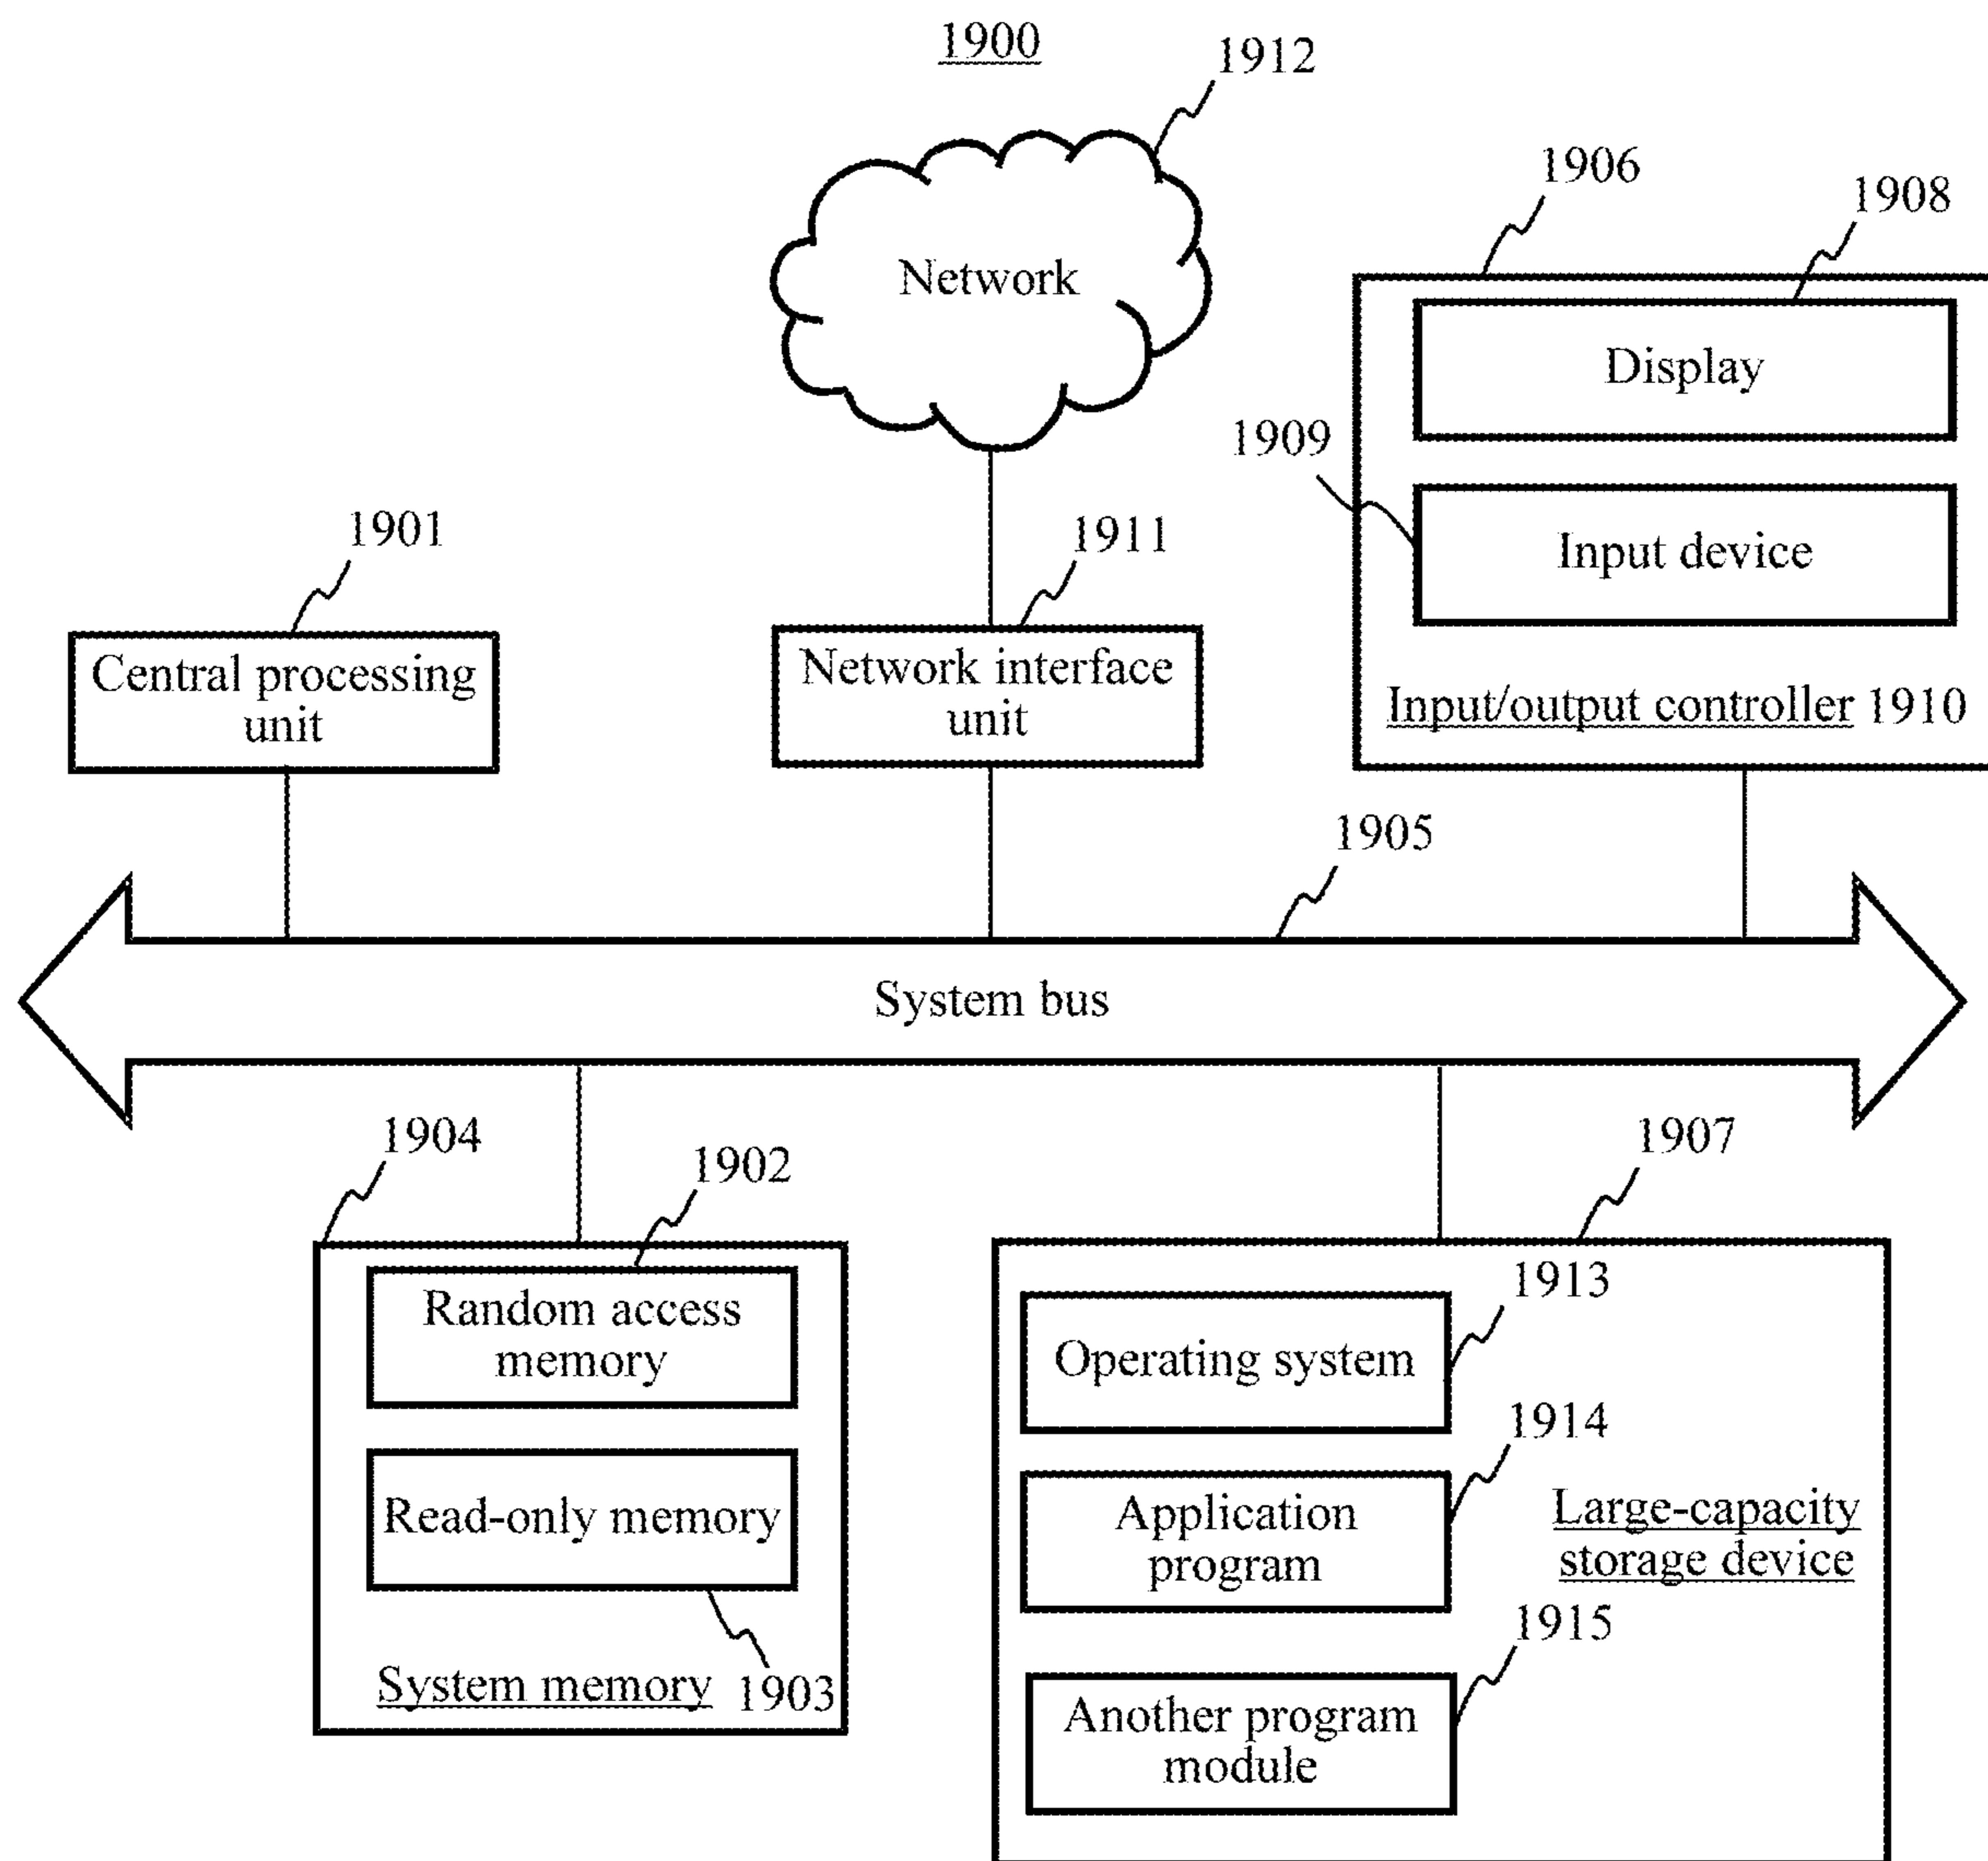 1900
1912
Network
1906
1908
Display
1909
Input device
Input/output controller 1910
1901
Central processing
unit
1911
Network interface
unit
1905
System bus
1904
1902
Random access
memory
Read-only memory
System memory 1903
1907
1913
Operating system
1914
Application
program
Large-capacity
storage device
1915
Another program
module